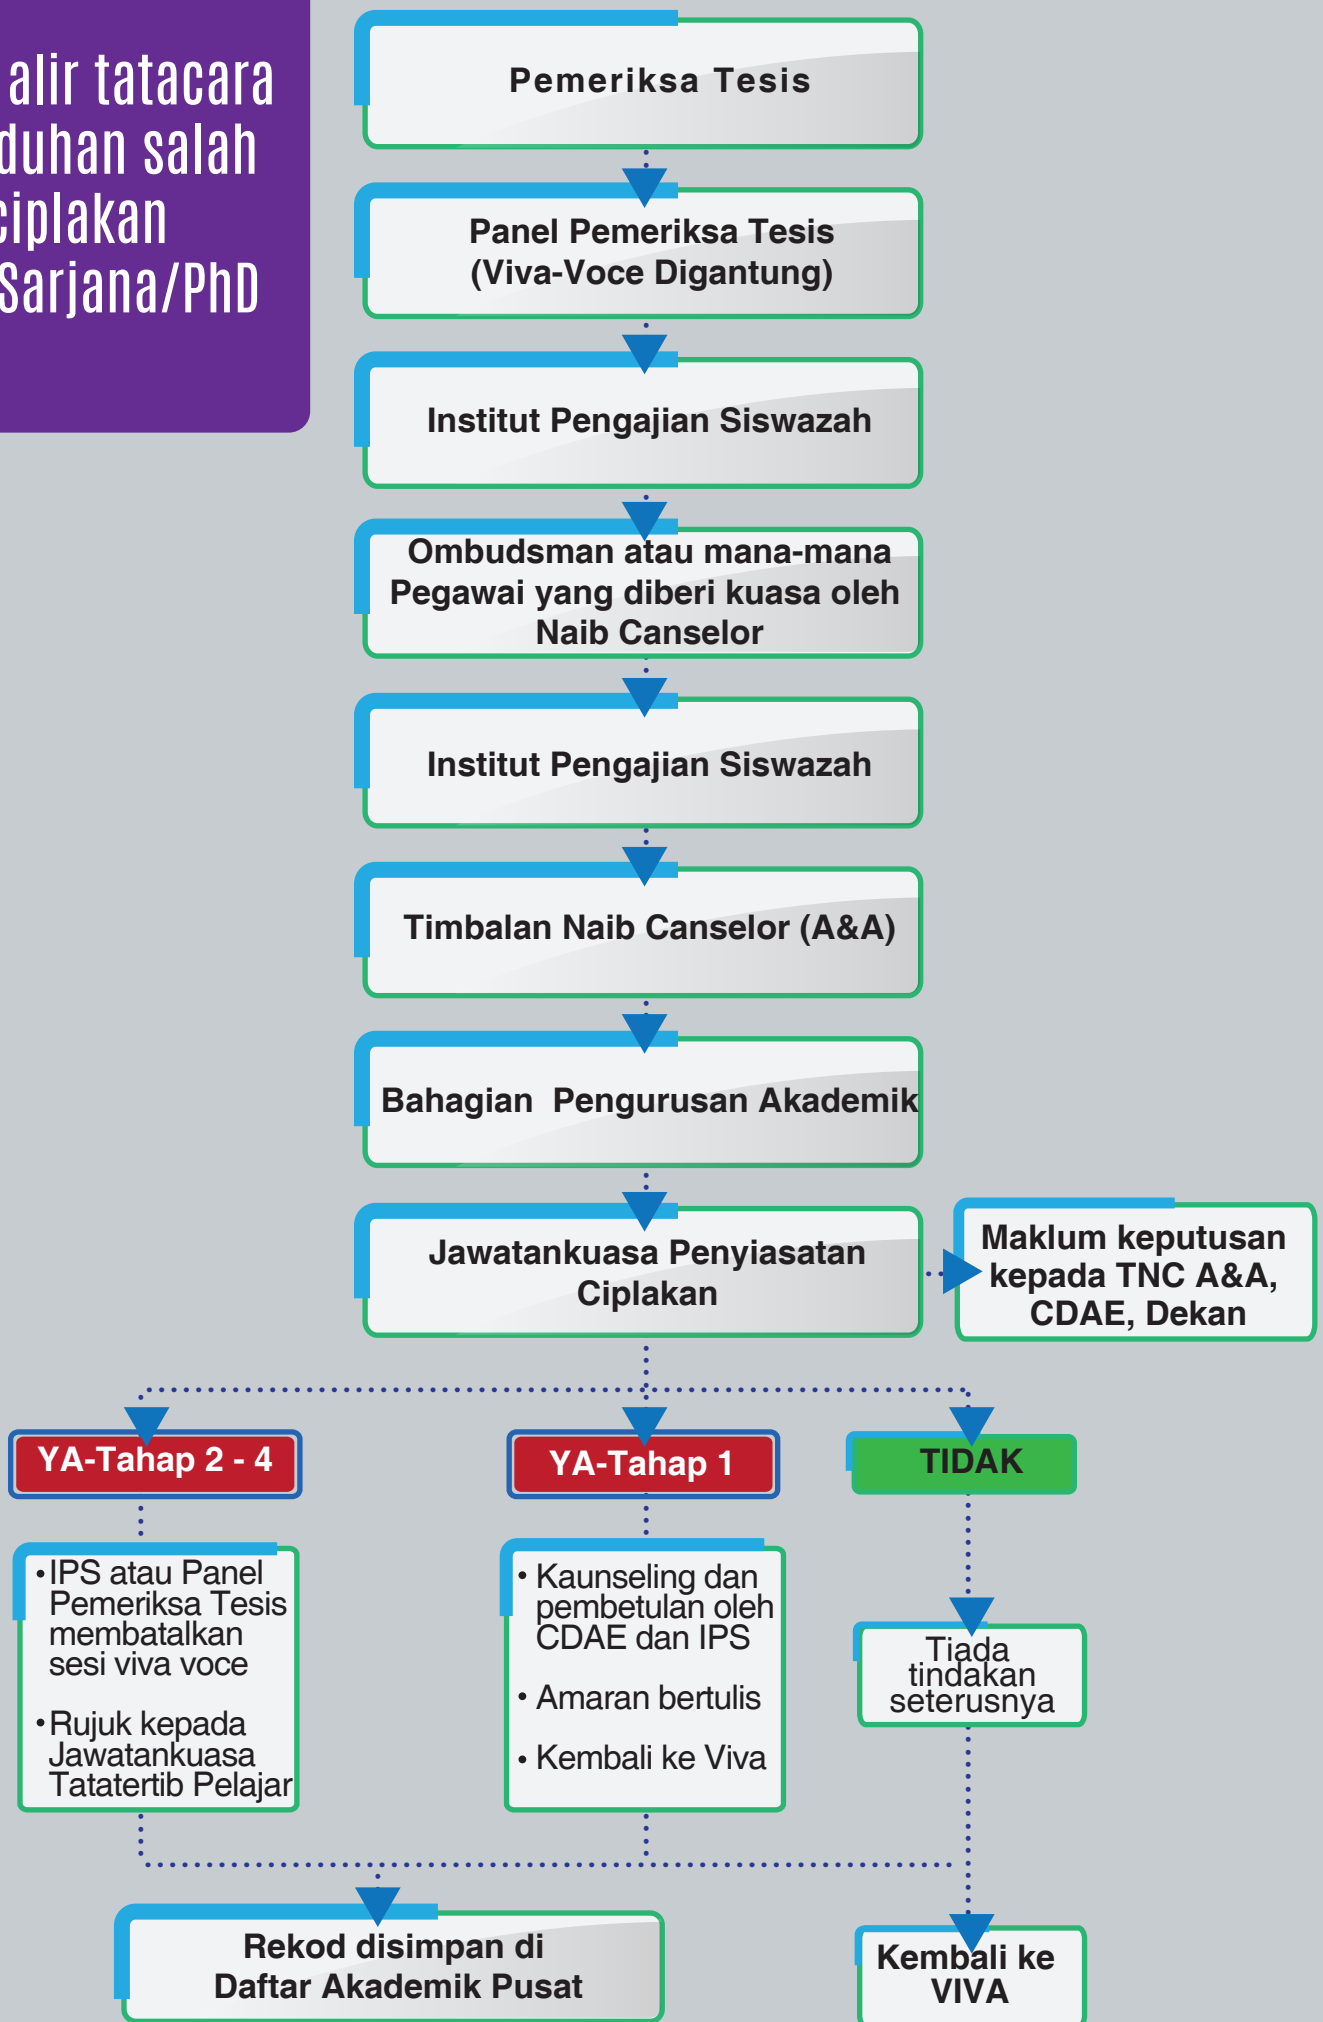 alir tatacara
duhan salah
ciplakan
Sarjana/PhD
Pemeriksa Tesis
Panel Pemeriksa Tesis
(Viva-Voce Digantung)
Institut Pengajian Siswazah
Ombudsman atau mana-mana
Pegawai yang diberi kuasa oleh
Naib Canselor
Institut Pengajian Siswazah
Timbalan Naib Canselor (A&A)
Bahagian Pengurusan Akademik
Jawatankuasa Penyiasatan
Ciplakan
Maklum keputusan
kepada TNC A&A,
CDAE, Dekan
YA-Tahap 2 - 4
YA-Tahap 1
TIDAK
•IPS atau Panel
Pemeriksa Tesis
membatalkan
sesi viva voce
•Rujuk kepada
Jawatankuasa
Tatatertib Pelajar
• Kaunseling dan
pembetulan oleh
CDAE dan IPS
• Amaran bertulis
• Kembali ke Viva
Tiada
tindakan
seterusnya
Rekod disimpan di
Daftar Akademik Pusat
Kembali ke
VIVA